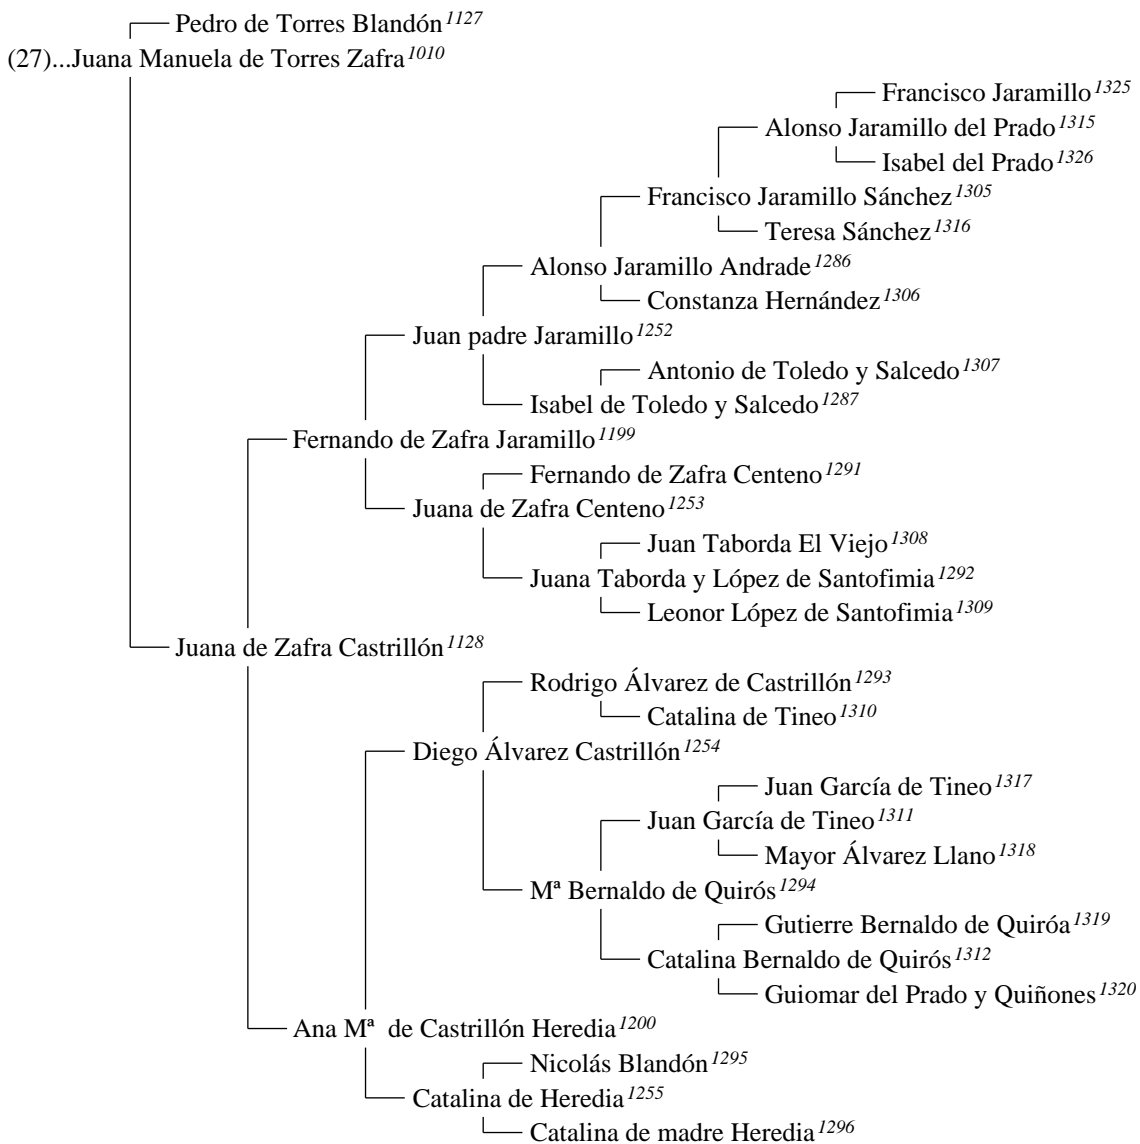 Pedro de Torres Blandón 1127
(27)...Juana Manuela de Torres Zafra 1010
Francisco Jaramillo 1325
Alonso Jaramillo del Prado 1315
Isabel del Prado 1326
Francisco Jaramillo Sánchez 1305
Teresa Sánchez 1316
Alonso Jaramillo Andrade 1286
Constanza Hernández 1306
Juan padre Jaramillo 1252
Antonio de Toledo y Salcedo 1307
Isabel de Toledo y Salcedo 1287
Fernando de Zafra Jaramillo 1199
Fernando de Zafra Centeno 1291
Juana de Zafra Centeno 1253
Juan Taborda El Viejo 1308
Juana Taborda y López de Santofimia 1292
Leonor López de Santofimia 1309
Juana de Zafra Castrillón 1128
Rodrigo Álvarez de Castrillón 1293
Catalina de Tineo 1310
Diego Álvarez Castrillón 1254
Juan García de Tineo 1317
Juan García de Tineo 1311
Mayor Álvarez Llano 1318
Mª Bernaldo de Quirós 1294
Gutierre Bernaldo de Quiróa 1319
Catalina Bernaldo de Quirós 1312
Guiomar del Prado y Quiñones 1320
Ana Mª de Castrillón Heredia 1200
Nicolás Blandón 1295
Catalina de Heredia 1255
Catalina de madre Heredia 1296